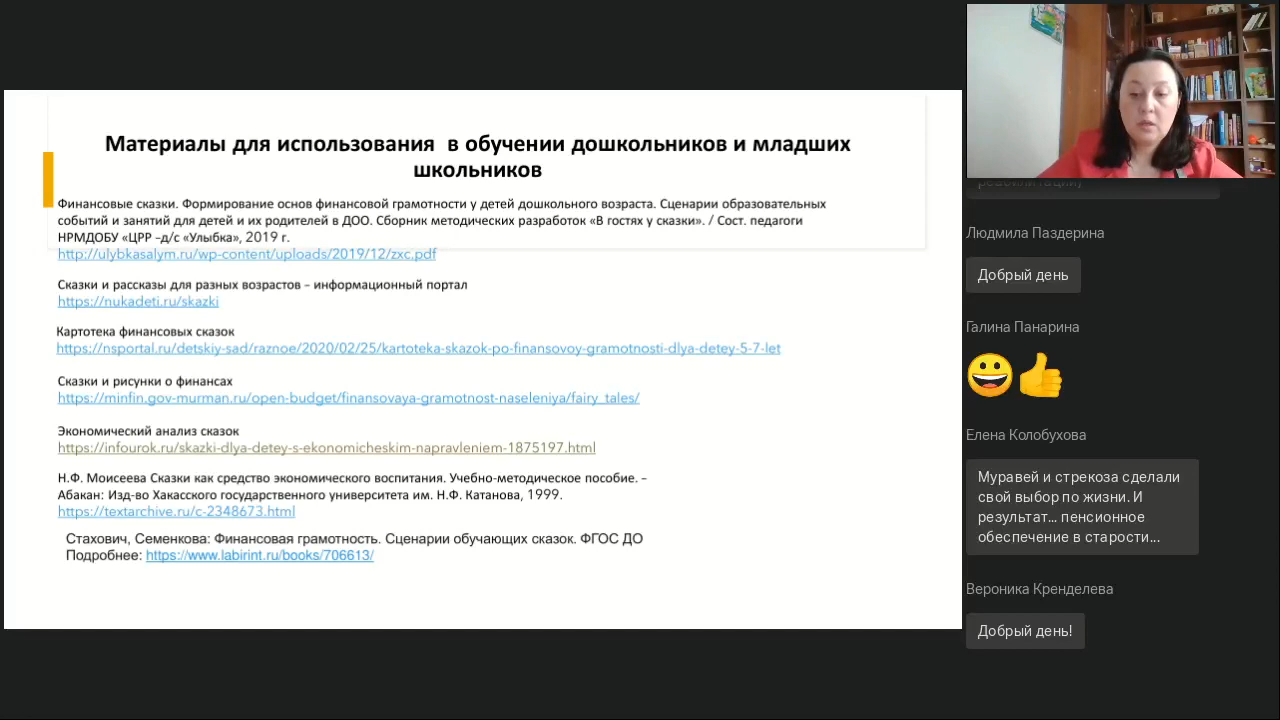 Материалы для использования в обучении дошкольников и младших
школьников
Финансовые сказки. Формирование основ финансовой грамотности у детей дошкольного возраста. Сценарии образовательных
событий и занятий для детей и их родителей в ДОО. Сборник методических разработок «В гостях у сказки». / Сост. педагоги
НРМДОБУ «ЦРР –д/с «Улыбка», 2019 г.
http://ulybkasalym.ru/wp-content/uploads/2019/12/zxc.pdf
Сказки и рассказы для разных возрастов – информационный портал
https://nukadeti.ru/skazki
Картотека финансовых сказок
https://nsportal.ru/detskiy-sad/raznoe/2020/02/25/kartoteka-skazok-po-finansovoy-gramotnosti-dlya-detey-5-7-let
Сказки и рисунки о финансах
https://minfin.gov-murman.ru/open-budget/finansovaya-gramotnost-naseleniya/fairy_tales/
Экономический анализ сказок
https://infourok.ru/skazki-dlya-detey-s-ekonomicheskim-napravleniem-1875197.html
Н.Ф. Моисеева Сказки как средство экономического воспитания. Учебно-методическое пособие. –
Абакан: Изд-во Хакасского государственного университета им. Н.Ф. Катанова, 1999.
https://textarchive.ru/c-2348673.html
Стахович, Семенкова: Финансовая грамотность. Сценарии обучающих сказок. ФГОС ДО
Подробнее: https://www.labirint.ru/books/706613/
реабилитации)
Людмила Паздерина
Добрый день
Галина Панарина
Елена Колобухова
Муравей и стрекоза сделали
свой выбор по жизни. И
результат... пенсионное
обеспечение в старости...
Вероника Кренделева
Добрый день!